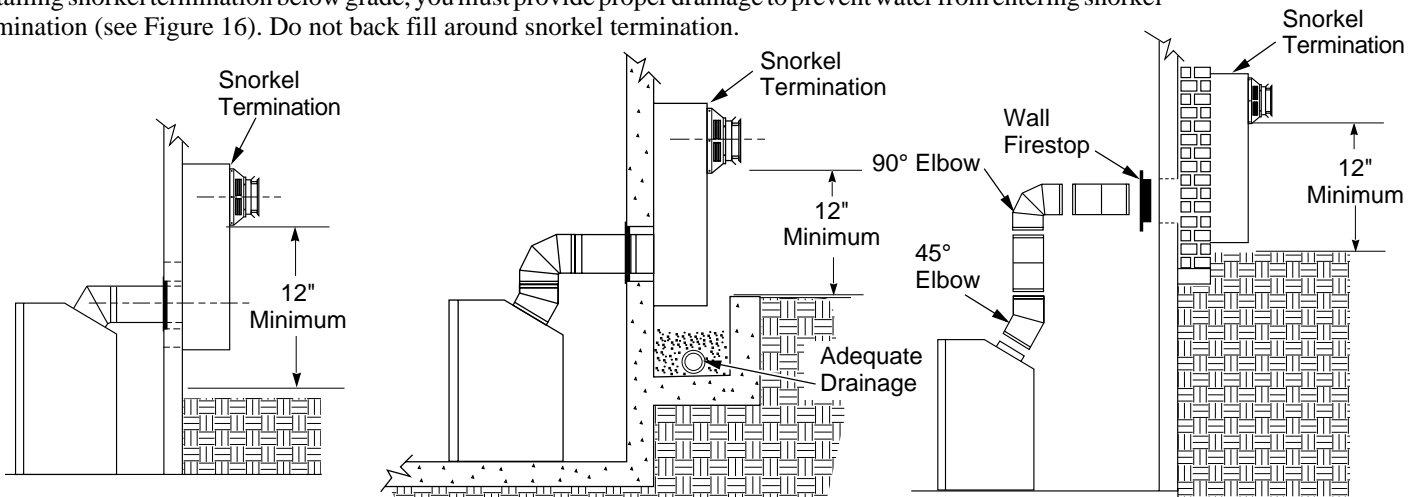 snorkel termination below grade, you must provide proper drainage to prevent water from entering snorkel
(see Figure 16). Do not back fill around snorkel termination.
Snorkel
Termination
12"
Minimum
Snorkel
Termination
12"
Minimum
Adequate
Drainage
Snorkel
Termination
Wall
Firestop
90° Elbow
45°
Elbow
12"
Minimum